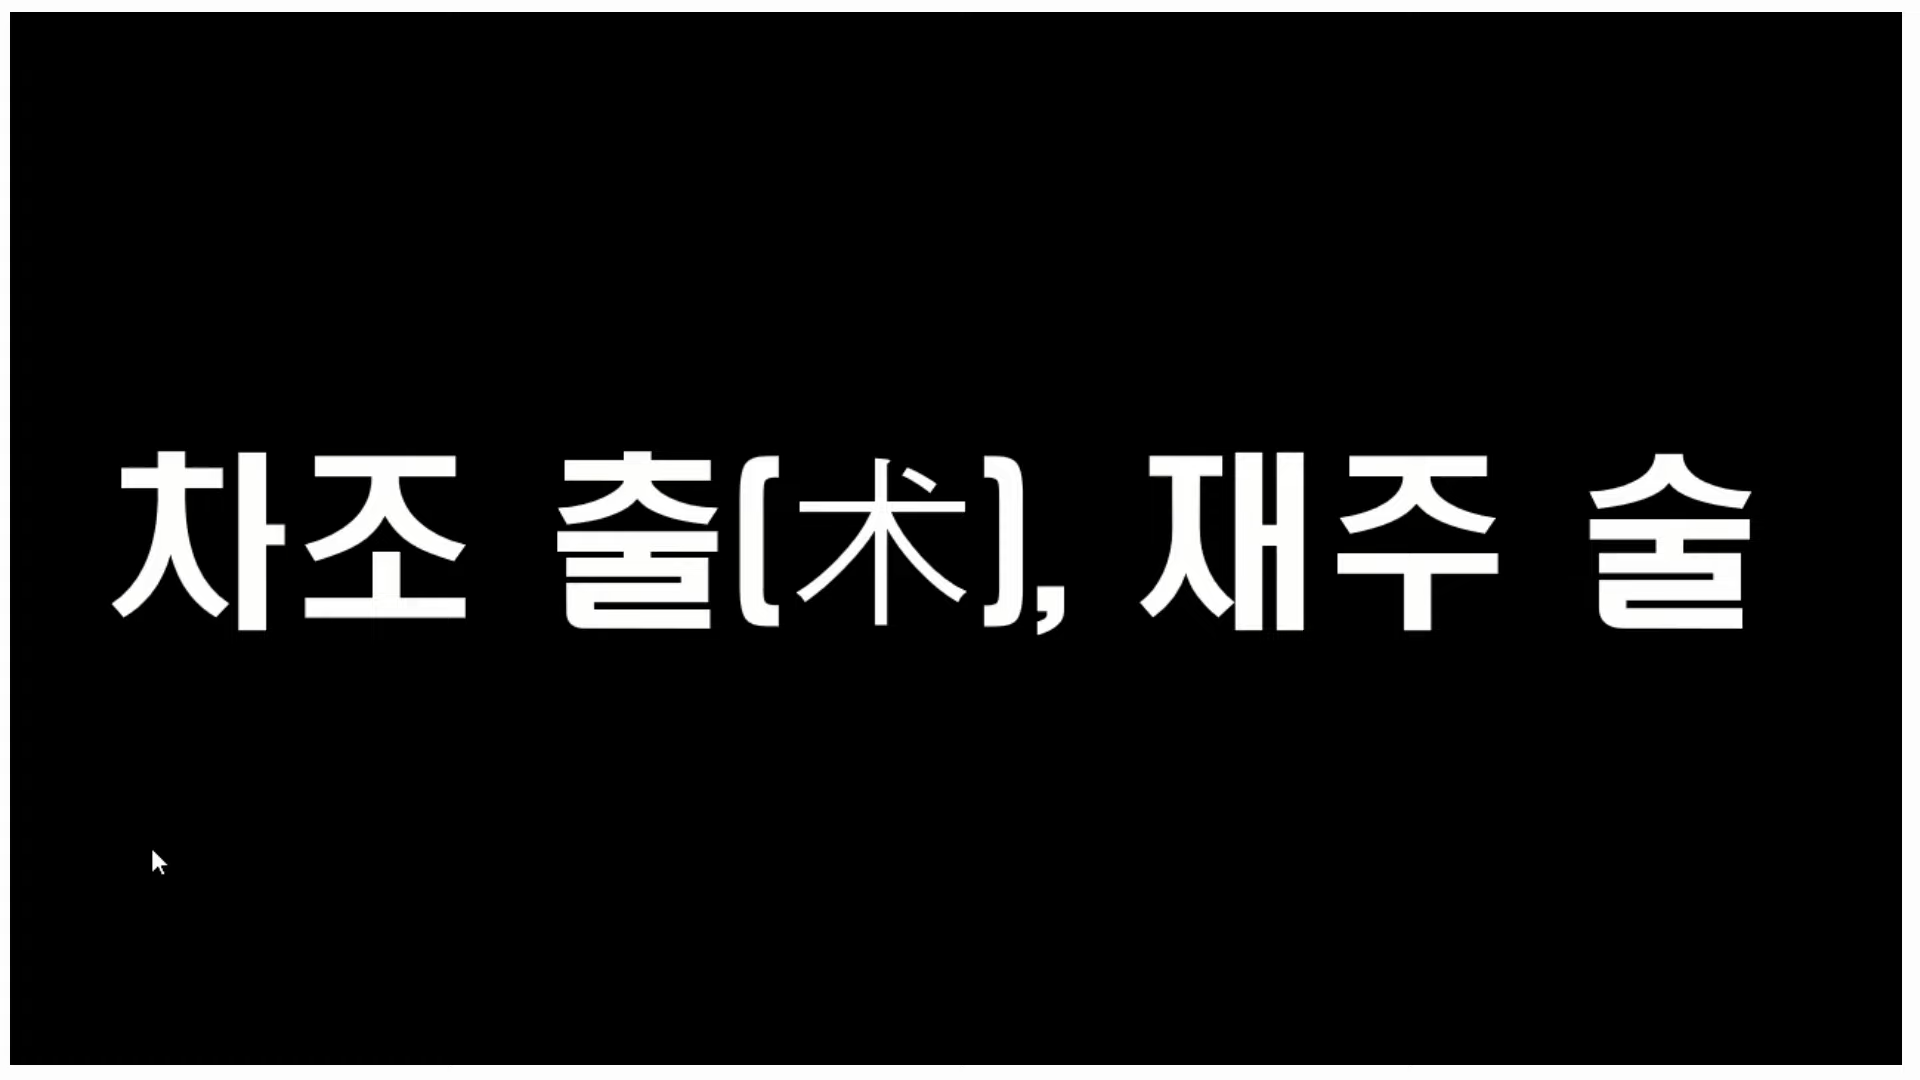 차조 출(术), 재주 술